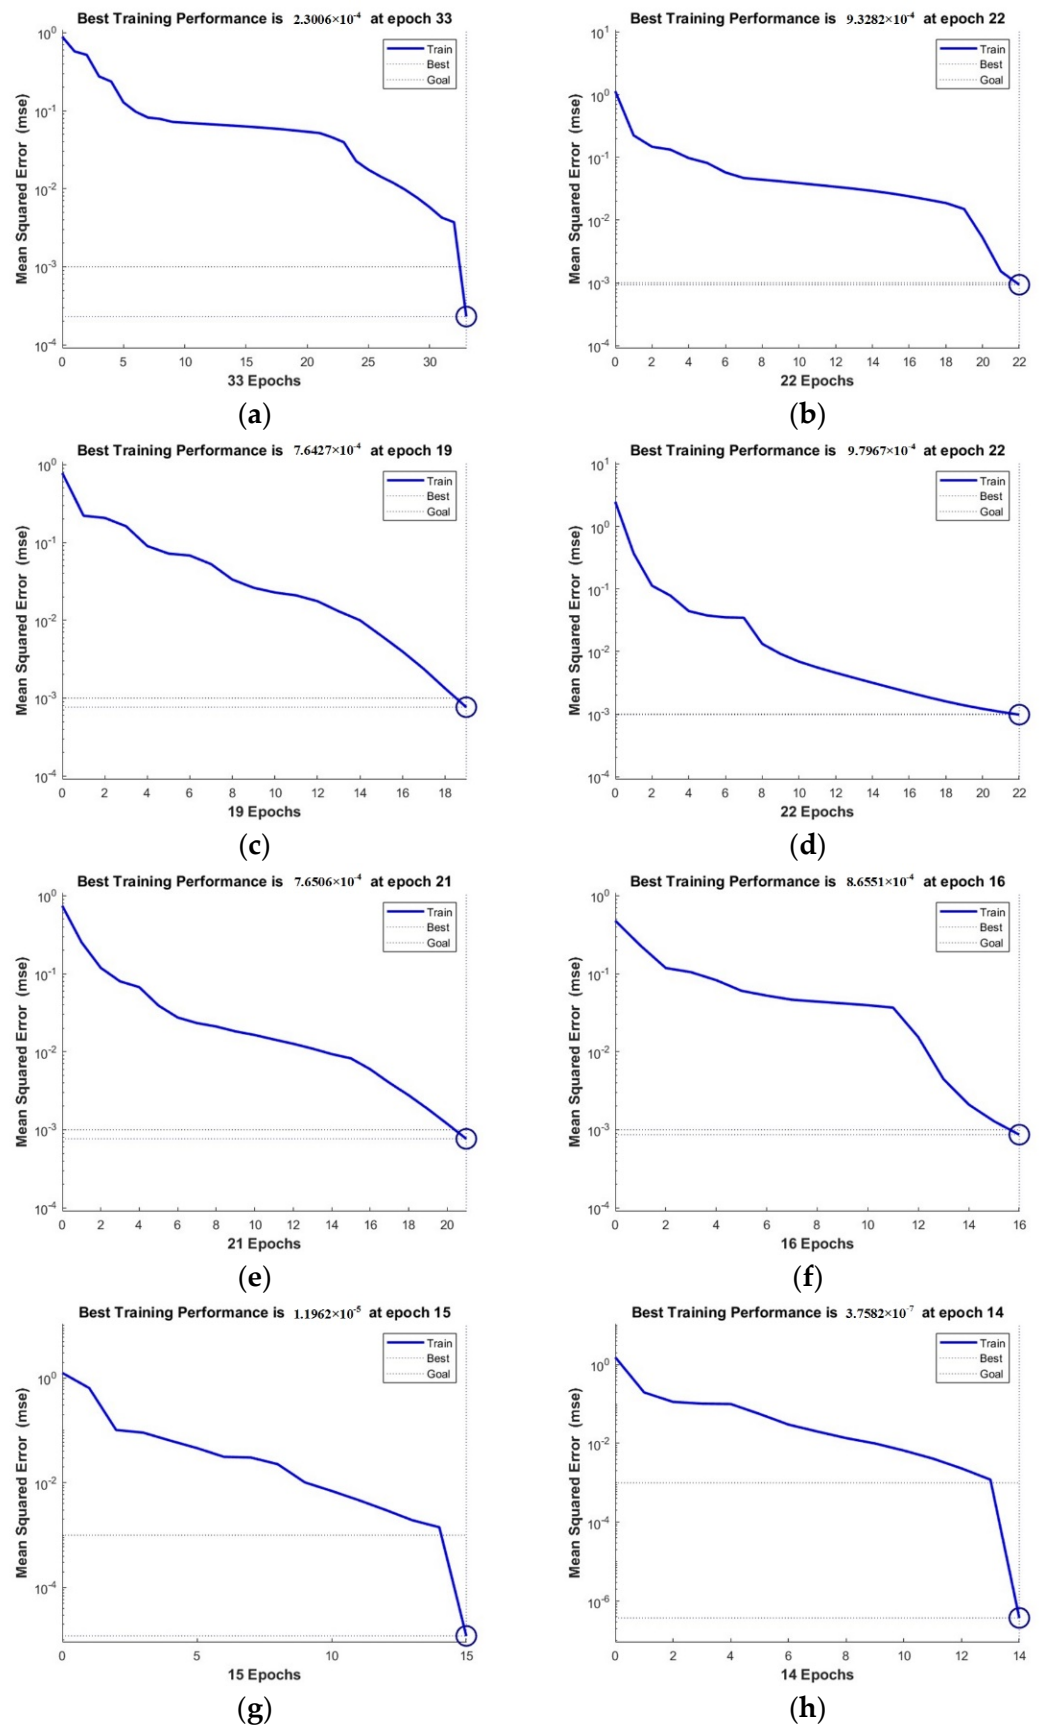 Best Training Performance is 2.3006×10⁻⁴ at epoch 33
Mean Squared Error (mse)
10⁰
10⁻¹
10⁻²
10⁻³
10⁻⁴
Train
Best
Goal
0 5 10 15 20 25 30
33 Epochs
(a)
Best Training Performance is 9.3282×10⁻⁴ at epoch 22
Mean Squared Error (mse)
10¹
10⁰
10⁻¹
10⁻²
10⁻³
10⁻⁴
Train
Best
Goal
0 2 4 6 8 10 12 14 16 18 20 22
22 Epochs
(b)
Best Training Performance is 7.6427×10⁻⁴ at epoch 19
Mean Squared Error (mse)
10⁰
10⁻¹
10⁻²
10⁻³
10⁻⁴
Train
Best
Goal
0 2 4 6 8 10 12 14 16 18
19 Epochs
(c)
Best Training Performance is 9.7967×10⁻⁴ at epoch 22
Mean Squared Error (mse)
10¹
10⁰
10⁻¹
10⁻²
10⁻³
10⁻⁴
Train
Best
Goal
0 2 4 6 8 10 12 14 16 18 20 22
22 Epochs
(d)
Best Training Performance is 7.6506×10⁻⁴ at epoch 21
Mean Squared Error (mse)
10⁰
10⁻¹
10⁻²
10⁻³
10⁻⁴
Train
Best
Goal
0 2 4 6 8 10 12 14 16 18 20
21 Epochs
(e)
Best Training Performance is 8.6551×10⁻⁴ at epoch 16
Mean Squared Error (mse)
10⁰
10⁻¹
10⁻²
10⁻³
10⁻⁴
Train
Best
Goal
0 2 4 6 8 10 12 14 16
16 Epochs
(f)
Best Training Performance is 1.1962×10⁻⁵ at epoch 15
Mean Squared Error (mse)
10⁰
10⁻²
10⁻⁴
Train
Best
Goal
0 5 10 15
15 Epochs
(g)
Best Training Performance is 3.7582×10⁻⁷ at epoch 14
Mean Squared Error (mse)
10⁰
10⁻²
10⁻⁴
10⁻⁶
Train
Best
Goal
0 2 4 6 8 10 12 14
14 Epochs
(h)